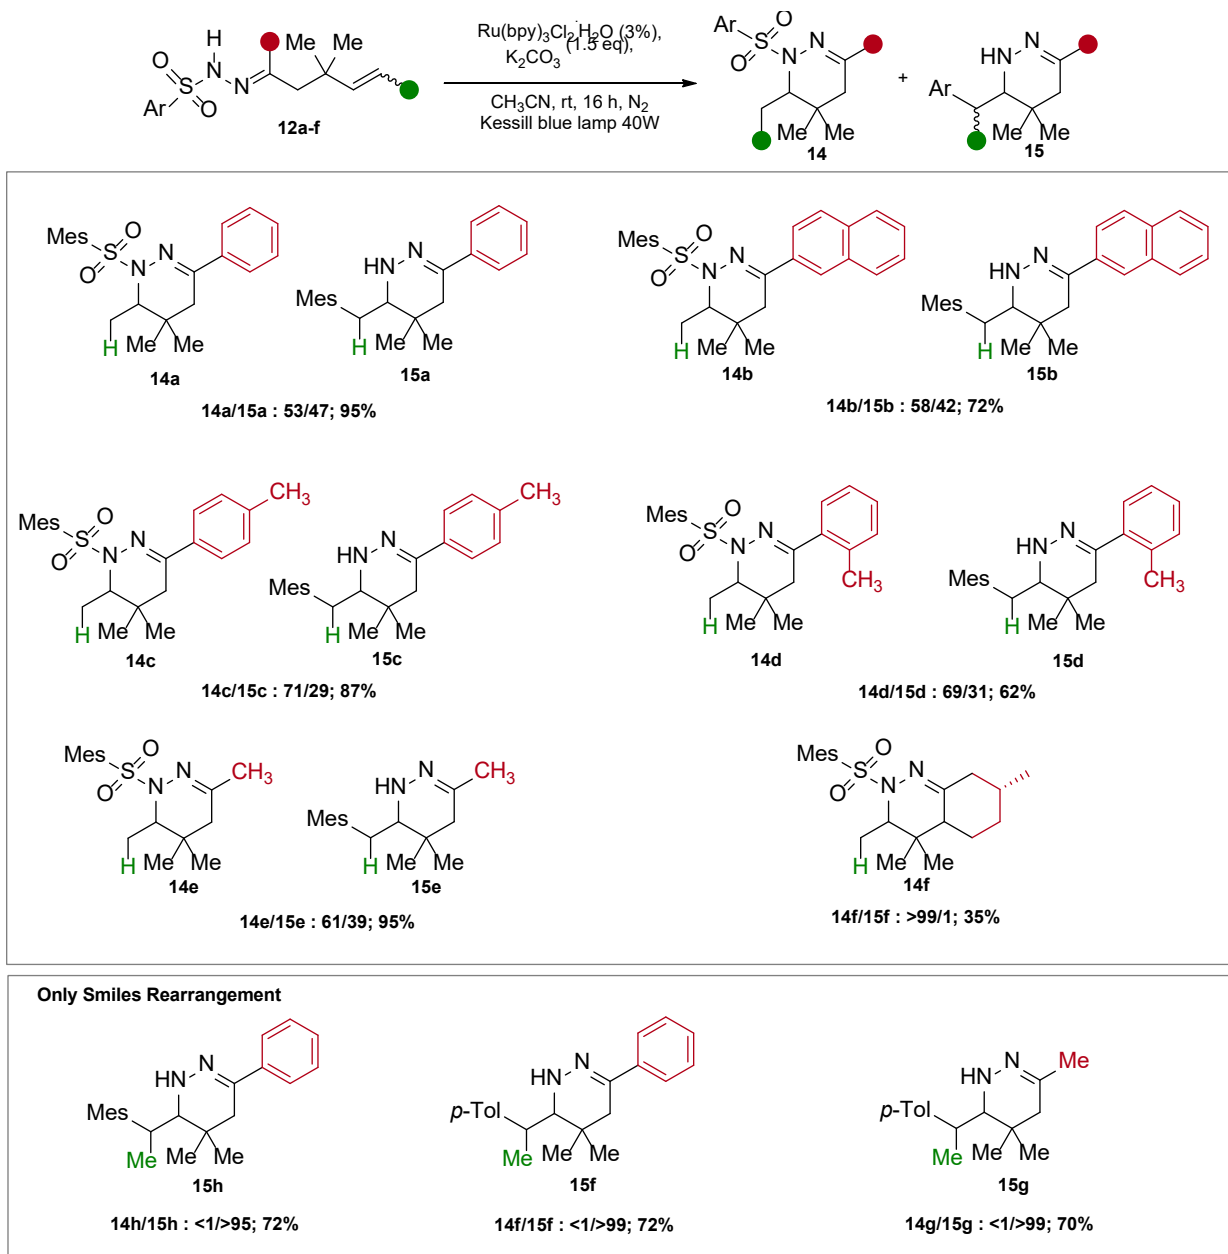 H
N
N
S
O
O
Ar
Me
Me
12a-f
Ru(bpy)3Cl2.H2O (3%),
K2CO3 (1.5 eq),
CH3CN, rt, 16 h, N2
Kessill blue lamp 40W
Ar
O
S
O
N
N
Me
Me
14
+
HN
N
Ar
Me
Me
15
Mes
O
S
O
N
N
H
Me
Me
14a
HN
N
Mes
H
Me
Me
15a
14a/15a : 53/47; 95%
Mes
O
S
O
N
N
H
Me
Me
14b
HN
N
Mes
H
Me
Me
15b
14b/15b : 58/42; 72%
Mes
O
S
O
N
N
CH3
H
Me
Me
14c
HN
N
CH3
Mes
H
Me
Me
15c
14c/15c : 71/29; 87%
Mes
O
S
O
N
N
CH3
H
Me
Me
14d
HN
N
CH3
Mes
H
Me
Me
15d
14d/15d : 69/31; 62%
Mes
O
S
O
N
N
CH3
H
Me
Me
14e
HN
N
CH3
Mes
H
Me
Me
15e
14e/15e : 61/39; 95%
Mes
O
S
O
N
N
H
Me
Me
14f
14f/15f : >99/1; 35%
Only Smiles Rearrangement
HN
N
Mes
Me
Me
Me
15h
14h/15h : <1/>95; 72%
HN
N
p-Tol
Me
Me
Me
15f
14f/15f : <1/>99; 72%
HN
N
Me
p-Tol
Me
Me
Me
15g
14g/15g : <1/>99; 70%